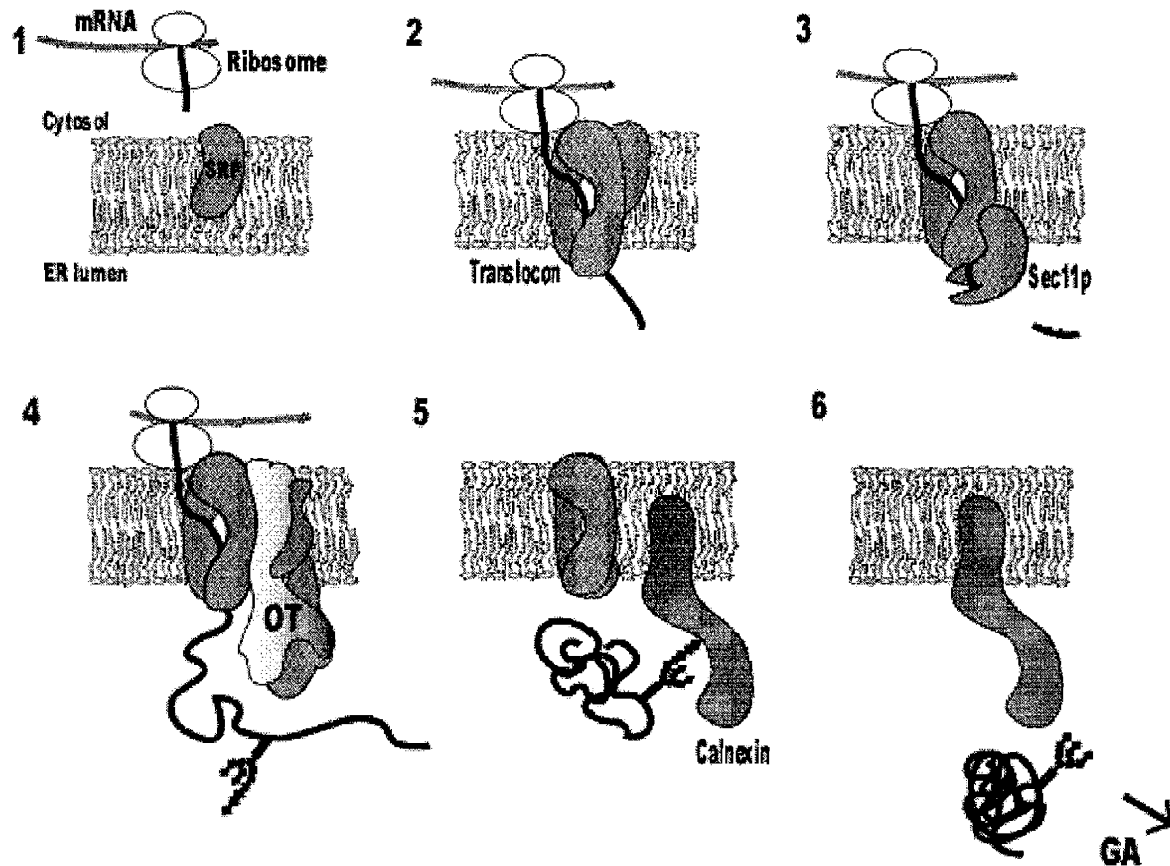 1
mRNA
Ribosome
Cytosol
SRP
ER lumen
2
Translocon
3
Sec11p
4
OT
5
Calnexin
6
GA